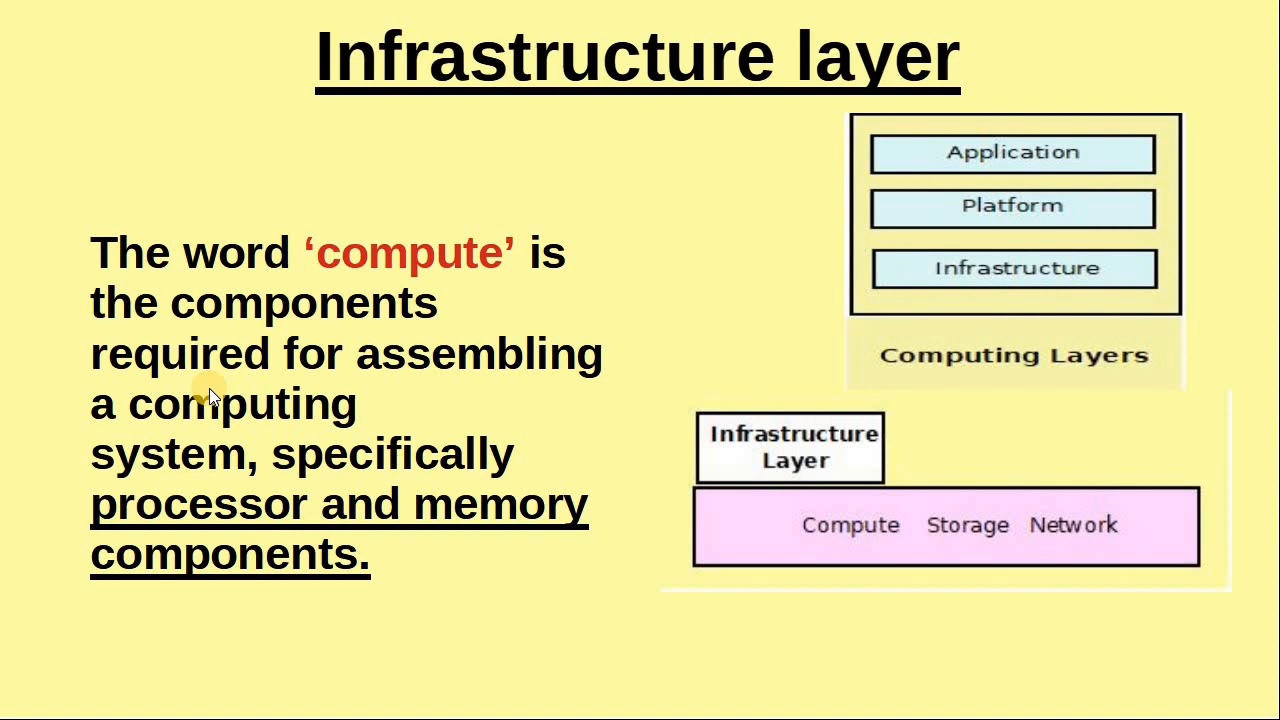 Infrastructure layer
The word ‘compute’ is
the components
required for assembling
a computing
system, specifically
processor and memory
components.
Application
Platform
Infrastructure
Computing Layers
Infrastructure
Layer
Compute Storage Network